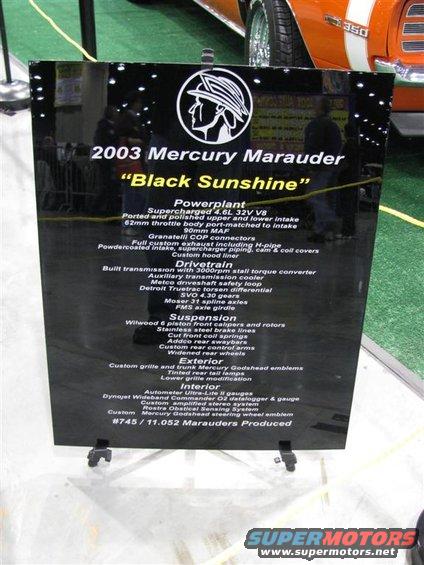 350
2003 Mercury Marauder
“Black Sunshine”
Powerplant
Supercharged 4.6L 32V V8
Ported and polished upper and lower intake
62mm throttle body port-matched to intake
90mm MAF
Granatelli COP connectors
Full custom exhaust including H-pipe
Powdercoated intake, supercharger piping, cam & coil covers
Custom hood liner
Drivetrain
Built transmission with 3000rpm stall torque converter
Auxiliary transmission cooler
Metco driveshaft safety loop
Detroit Truetrac torsen differential
SVO 4.30 gears
Moser 31 spline axles
FMS axle girdle
Suspension
Wilwood 6 piston front calipers and rotors
Stainless steel brake lines
Cut front coil springs
Addco rear swaybars
Custom rear control arms
Widened rear wheels
Exterior
Custom grille and trunk Mercury Godshead emblems
Tinted rear tail lamps
Lower grille modification
Interior
Autometer Ultra-Lite II gauges
Dynojet Wideband Commander O2 datalogger & gauge
Custom amplified stereo system
Rostra Obstical Sensing System
Custom Mercury Godshead steering wheel emblem
#745 / 11.052 Marauders Produced
SUPERMOTORS
www.supermotors.net